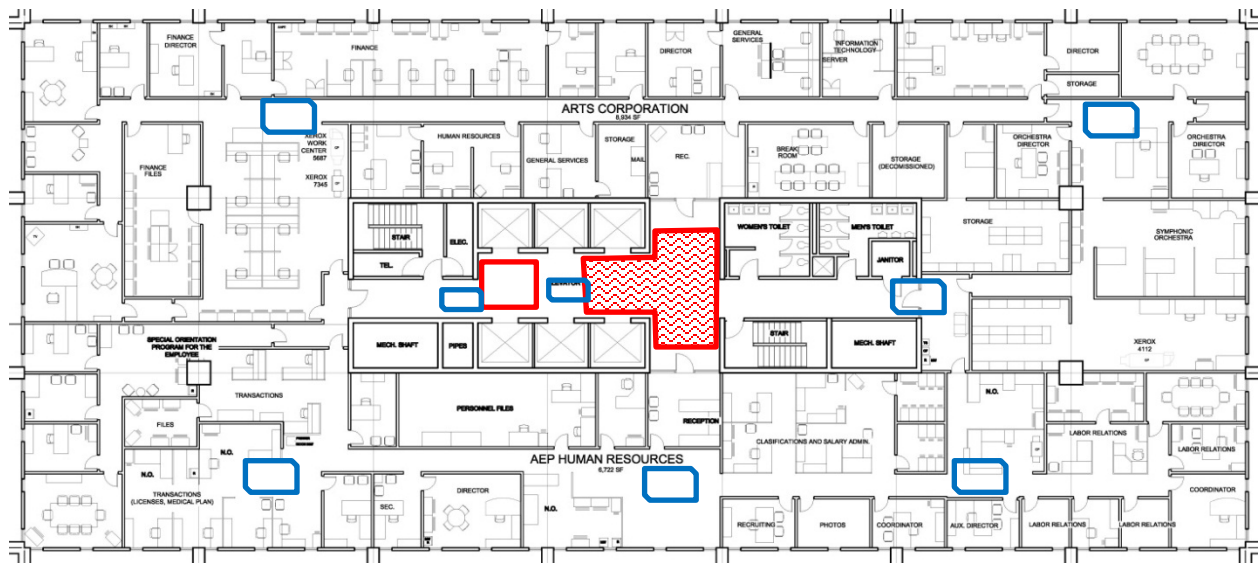 FINANCE
DIRECTOR
FINANCE
DIRECTOR
GENERAL
SERVICES
INFORMATION
TECHNOLOGY
SERVER
DIRECTOR
STORAGE
ARTS CORPORATION
8,934 SF
XEROX
WORK
CENTER
5687
XEROX
7345
FINANCE
FILES
HUMAN RESOURCES
GENERAL SERVICES
STORAGE
MAIL
REC.
BREAK
ROOM
STORAGE
(DECOMISSIONED)
ORCHESTRA
DIRECTOR
ORCHESTRA
DIRECTOR
STAIR
ELEC.
TEL.
WOMEN'S TOILET
MEN'S TOILET
JANITOR
STORAGE
SYMPHONIC
ORCHESTRA
SPECIAL ORIENTATION
PROGRAM FOR THE
EMPLOYEE
MECH. SHAFT
PIPES
STAIR
MECH. SHAFT
XEROX
4112
TRANSACTIONS
FILES
PERSONNEL FILES
RECEPTION
N.O.
CLASIFICATIONS AND SALARY ADMIN.
LABOR RELATIONS
LABOR RELATIONS
N.O.
N.O.
AEP HUMAN RESOURCES
6,722 SF
TRANSACTIONS
(LICENSES, MEDICAL PLAN)
SEC.
DIRECTOR
N.O.
COORDINATOR
RECRUITING
PHOTOS
COORDINATOR
AUX. DIRECTOR
LABOR RELATIONS
LABOR RELATIONS